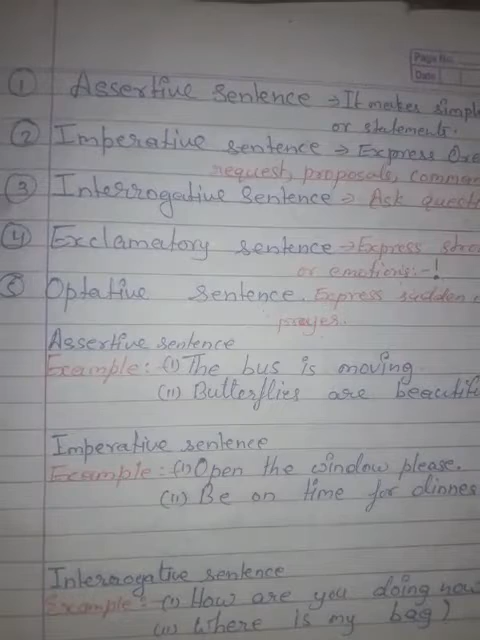 Page No.
Date
① Assertive sentence → It makes simple
or statements.
② Imperative sentence → Express
request, proposals,
③ Interrogative sentence → Ask
④ Exclamatory sentence → Express
or emotions :- !
⑤ Optative sentence. Express sudden
prayer.
Assertive sentence
Example : (i) The bus is moving.
(ii) Butterflies are
Imperative sentence
Example : (i) Open the window please.
(ii) Be on time for dinner
Interrogative sentence
Example : (i) How are you doing now
(ii) Where is my bag?